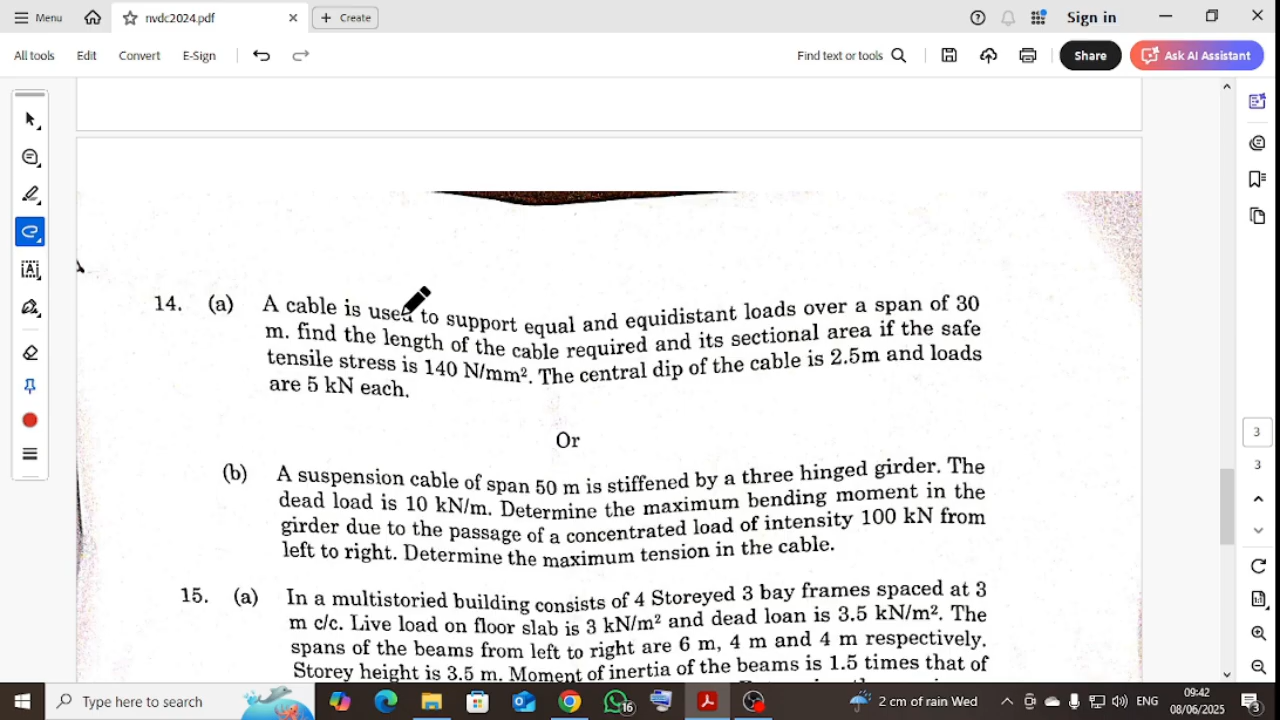 Menu
nvdc2024.pdf
Create
Sign in
All tools
Edit
Convert
E-Sign
Find text or tools
Share
Ask AI Assistant
14. (a) A cable is used to support equal and equidistant loads over a span of 30
m. find the length of the cable required and its sectional area if the safe
tensile stress is 140 N/mm². The central dip of the cable is 2.5m and loads
are 5 kN each.
Or
(b) A suspension cable of span 50 m is stiffened by a three hinged girder. The
dead load is 10 kN/m. Determine the maximum bending moment in the
girder due to the passage of a concentrated load of intensity 100 kN from
left to right. Determine the maximum tension in the cable.
15. (a) In a multistoried building consists of 4 Storeyed 3 bay frames spaced at 3
m c/c. Live load on floor slab is 3 kN/m² and dead loan is 3.5 kN/m². The
spans of the beams from left to right are 6 m, 4 m and 4 m respectively.
Storey height is 3.5 m. Moment of inertia of the beams is 1.5 times that of
3
3
Type here to search
16
2 cm of rain Wed
ENG
09:42
08/06/2025
3